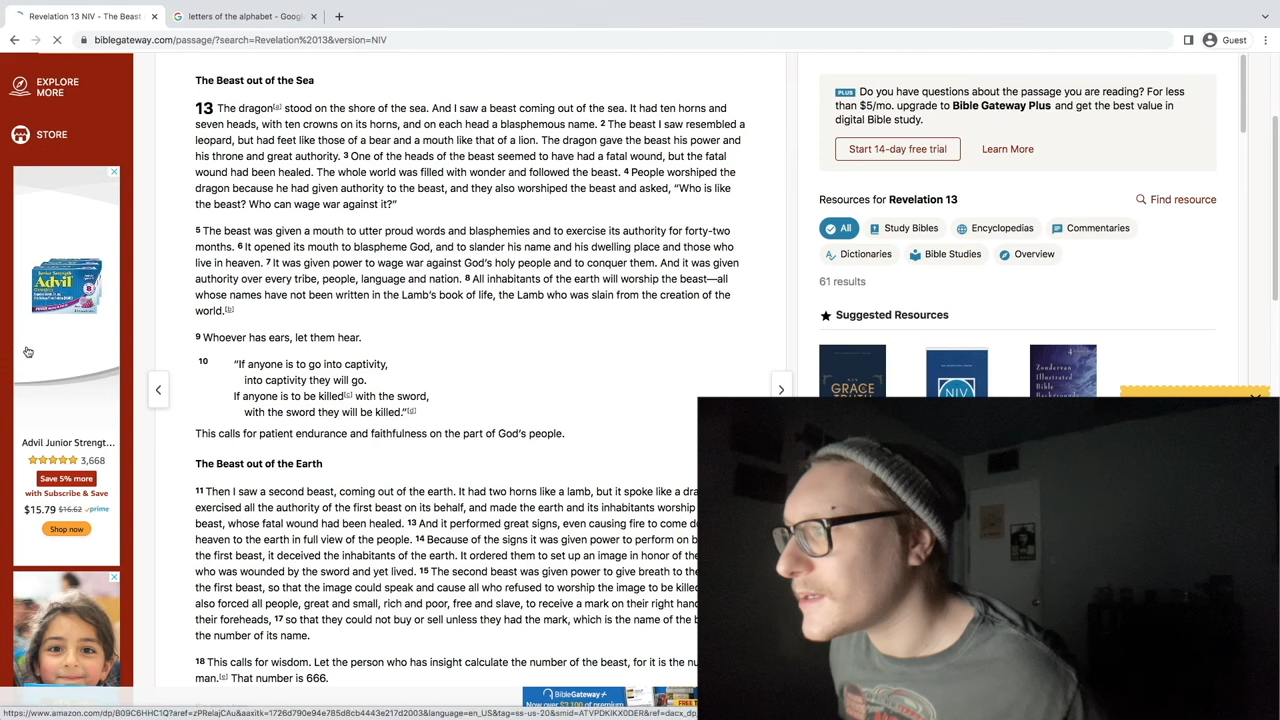 Revelation 13 NIV - The Beast
letters of the alphabet - Googl
biblegateway.com/passage/?search=Revelation%2013&version=NIV
Guest
EXPLORE
MORE
STORE
Advil Junior Strengt...
3,668
Save 5% more
with Subscribe & Save
$15.79 $16.62 prime
Shop now
The Beast out of the Sea
13 The dragon[a] stood on the shore of the sea. And I saw a beast coming out of the sea. It had ten horns and
seven heads, with ten crowns on its horns, and on each head a blasphemous name. 2 The beast I saw resembled a
leopard, but had feet like those of a bear and a mouth like that of a lion. The dragon gave the beast his power and
his throne and great authority. 3 One of the heads of the beast seemed to have had a fatal wound, but the fatal
wound had been healed. The whole world was filled with wonder and followed the beast. 4 People worshiped the
dragon because he had given authority to the beast, and they also worshiped the beast and asked, “Who is like
the beast? Who can wage war against it?”
5 The beast was given a mouth to utter proud words and blasphemies and to exercise its authority for forty-two
months. 6 It opened its mouth to blaspheme God, and to slander his name and his dwelling place and those who
live in heaven. 7 It was given power to wage war against God’s holy people and to conquer them. And it was given
authority over every tribe, people, language and nation. 8 All inhabitants of the earth will worship the beast—all
whose names have not been written in the Lamb’s book of life, the Lamb who was slain from the creation of the
world.[b]
9 Whoever has ears, let them hear.
10 “If anyone is to go into captivity,
into captivity they will go.
If anyone is to be killed[c] with the sword,
with the sword they will be killed.”[d]
This calls for patient endurance and faithfulness on the part of God’s people.
The Beast out of the Earth
11 Then I saw a second beast, coming out of the earth. It had two horns like a lamb, but it spoke like a dra
exercised all the authority of the first beast on its behalf, and made the earth and its inhabitants worship
beast, whose fatal wound had been healed. 13 And it performed great signs, even causing fire to come do
heaven to the earth in full view of the people. 14 Because of the signs it was given power to perform on b
the first beast, it deceived the inhabitants of the earth. It ordered them to set up an image in honor of the
who was wounded by the sword and yet lived. 15 The second beast was given power to give breath to the
the first beast, so that the image could speak and cause all who refused to worship the image to be kille
also forced all people, great and small, rich and poor, free and slave, to receive a mark on their right han
their foreheads, 17 so that they could not buy or sell unless they had the mark, which is the name of the b
the number of its name.
18 This calls for wisdom. Let the person who has insight calculate the number of the beast, for it is the nu
man.[e] That number is 666.
PLUS Do you have questions about the passage you are reading? For less
than $5/mo. upgrade to Bible Gateway Plus and get the best value in
digital Bible study.
Start 14-day free trial
Learn More
Resources for Revelation 13
Find resource
All
Study Bibles
Encyclopedias
Commentaries
Dictionaries
Bible Studies
Overview
61 results
Suggested Resources
GRACE
TRUTH
NIV
Zondervan
Illustrated
Bible
Backgrounds
BibleGateway+